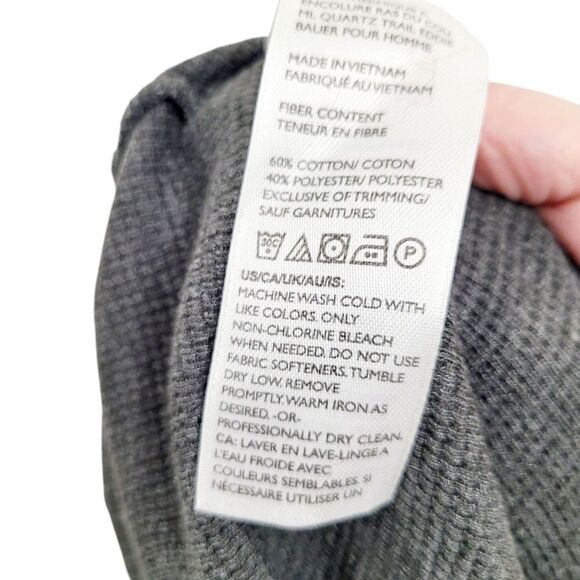 ENCOLURE RAS DU COU
ML QUARTZ TRAIL EDDIE
BAUER POUR HOMME
MADE IN VIETNAM
FABRIQUÉ AU VIETNAM
FIBER CONTENT
TENEUR EN FIBRE
60% COTTON/ COTON
40% POLYESTER/ POLYESTER
EXCLUSIVE OF TRIMMING/
SAUF GARNITURES
30C P
US/CA/UK/AU/IS:
MACHINE WASH COLD WITH
LIKE COLORS. ONLY
NON-CHLORINE BLEACH
WHEN NEEDED. DO NOT USE
FABRIC SOFTENERS. TUMBLE
DRY LOW. REMOVE
PROMPTLY. WARM IRON AS
DESIRED. -OR-
PROFESSIONALLY DRY CLEAN.
CA: LAVER EN LAVE-LINGE A
L'EAU FROIDE AVEC
COULEURS SEMBLABLES. SI
NÉCESSAIRE UTILISER UN